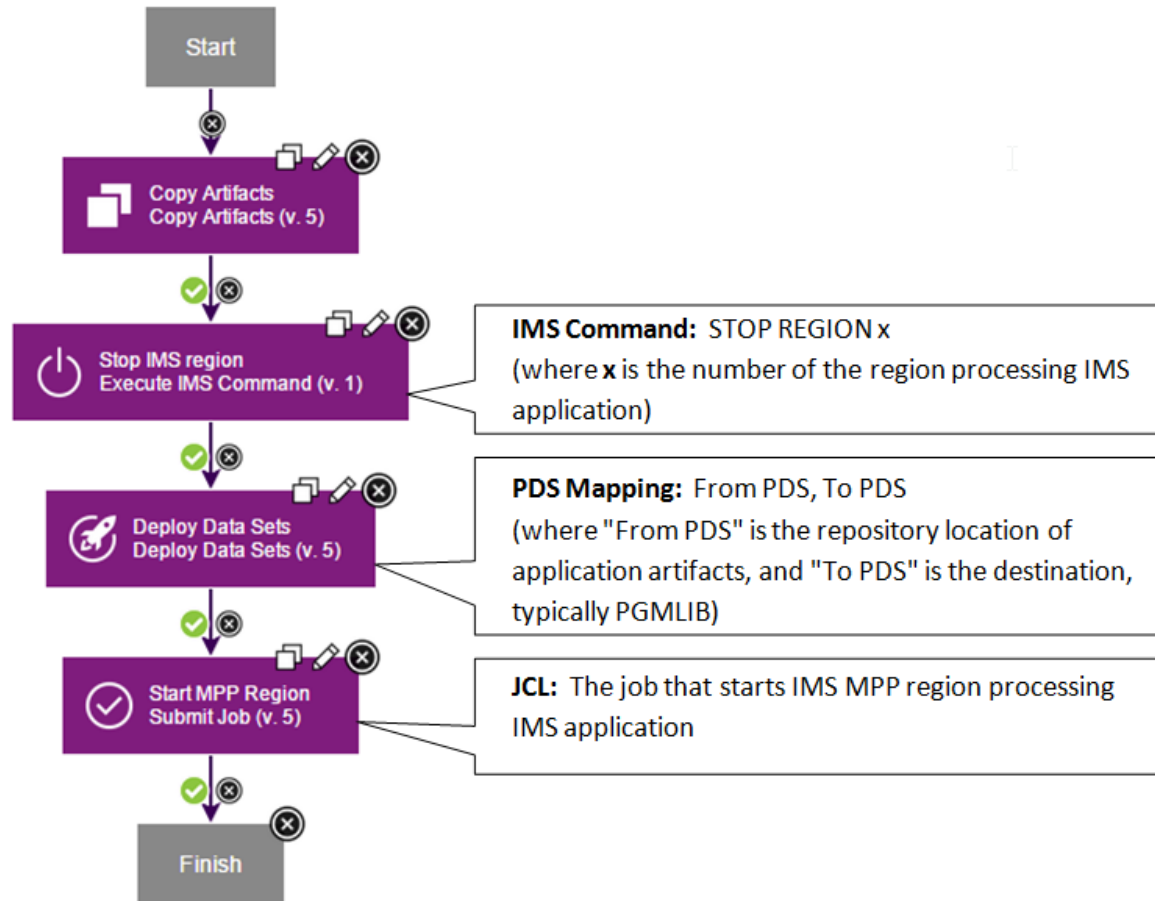 Start
Copy Artifacts
Copy Artifacts (v. 5)
Stop IMS region
Execute IMS Command (v. 1)
IMS Command: STOP REGION x
(where x is the number of the region processing IMS
application)
Deploy Data Sets
Deploy Data Sets (v. 5)
PDS Mapping: From PDS, To PDS
(where "From PDS" is the repository location of
application artifacts, and "To PDS" is the destination,
typically PGMLIB)
Start MPP Region
Submit Job (v. 5)
JCL: The job that starts IMS MPP region processing
IMS application
Finish